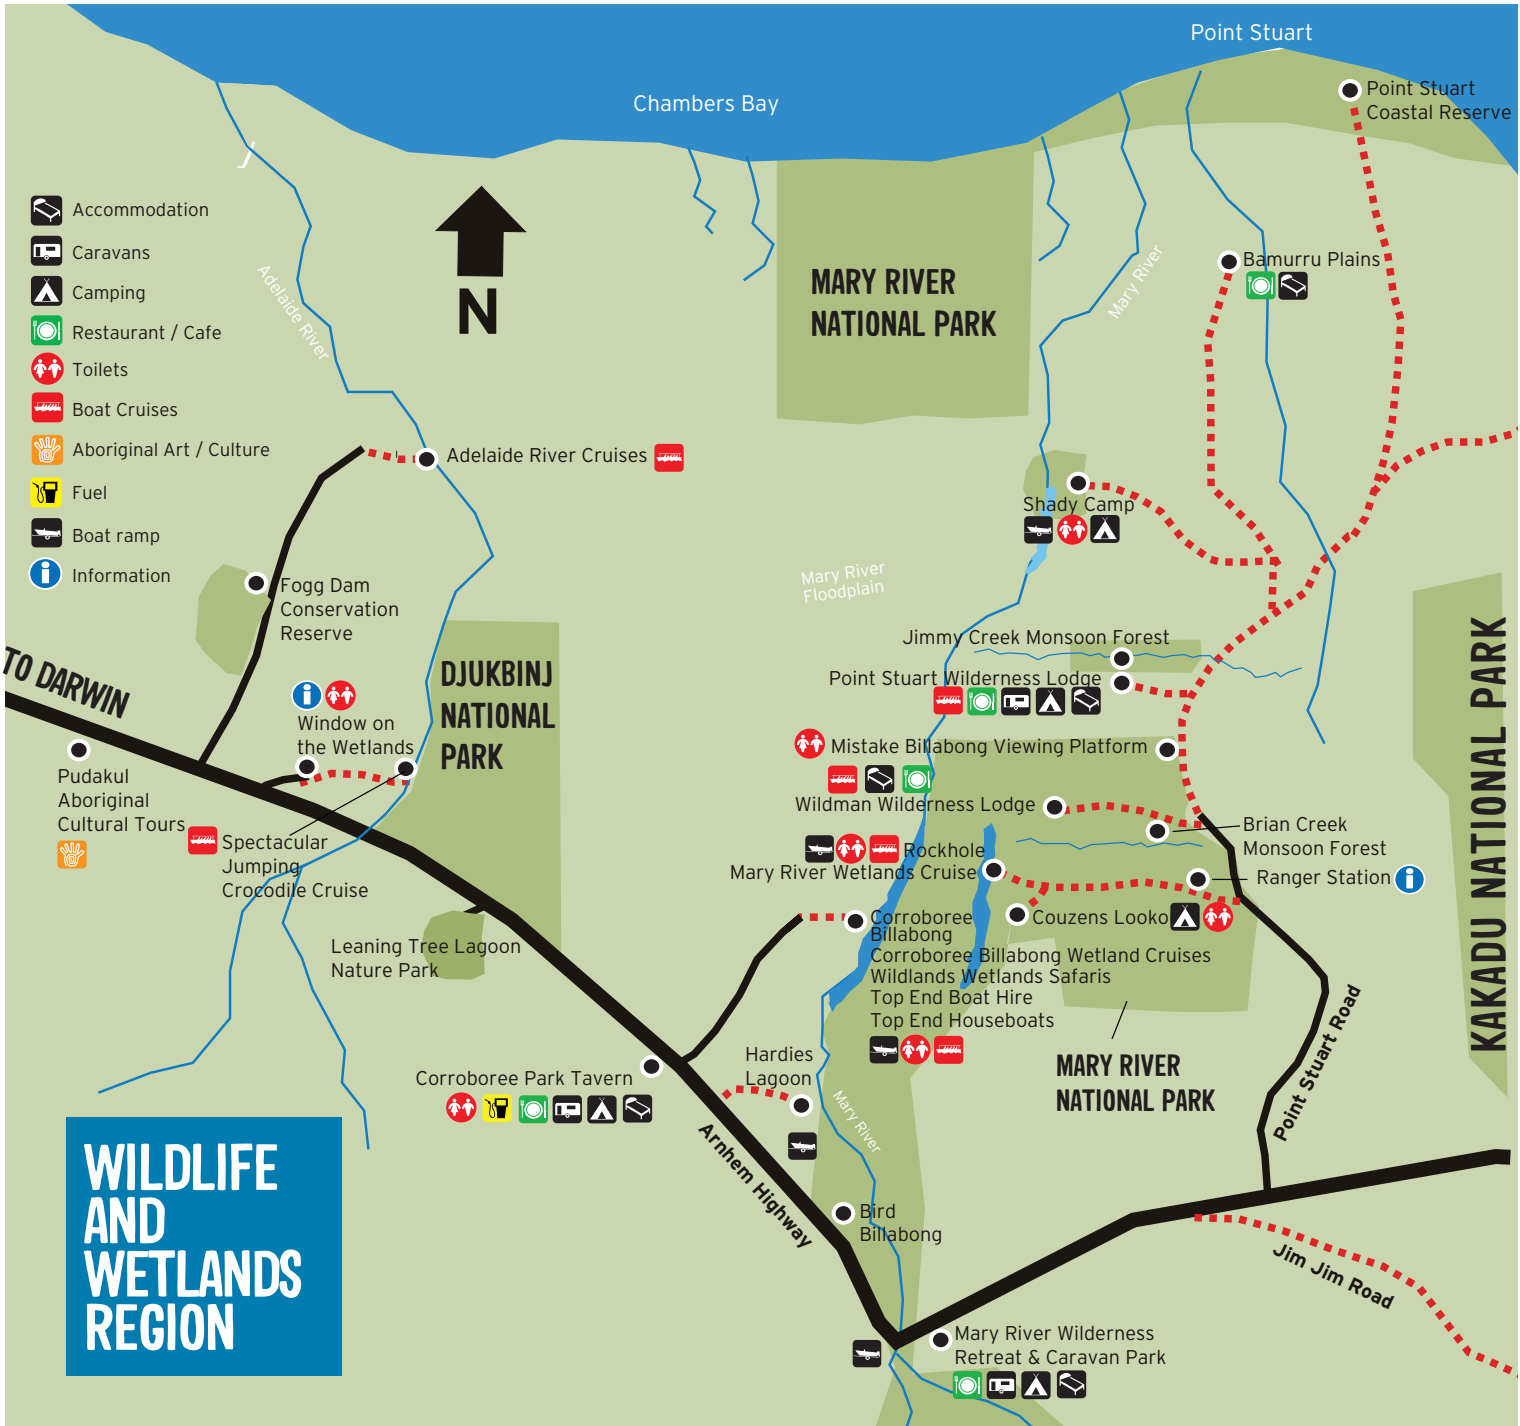 Point Stuart
Chambers Bay
Point Stuart
Coastal Reserve
Accommodation
Caravans
Camping
Restaurant / Cafe
Toilets
Boat Cruises
Aboriginal Art / Culture
Fuel
Boat ramp
Information
N
Adelaide River
MARY RIVER
NATIONAL PARK
Mary River
Bamurru Plains
Adelaide River Cruises
Shady Camp
Fogg Dam
Conservation
Reserve
Mary River
Floodplain
TO DARWIN
DJUKBINJ
NATIONAL
PARK
Jimmy Creek Monsoon Forest
Point Stuart Wilderness Lodge
KAKADU NATIONAL PARK
Window on
the Wetlands
Mistake Billabong Viewing Platform
Pudakul
Aboriginal
Cultural Tours
Wildman Wilderness Lodge
Spectacular
Jumping
Crocodile Cruise
Brian Creek
Monsoon Forest
Rockhole
Mary River Wetlands Cruise
Ranger Station
Couzens Looko
Leaning Tree Lagoon
Nature Park
Corroboree
Billabong
Corroboree Billabong Wetland Cruises
Wildlands Wetlands Safaris
Top End Boat Hire
Top End Houseboats
Hardies
Lagoon
Corroboree Park Tavern
MARY RIVER
NATIONAL PARK
Point Stuart Road
Mary River
Arnhem Highway
WILDLIFE
AND
WETLANDS
REGION
Bird
Billabong
Jim Jim Road
Mary River Wilderness
Retreat & Caravan Park